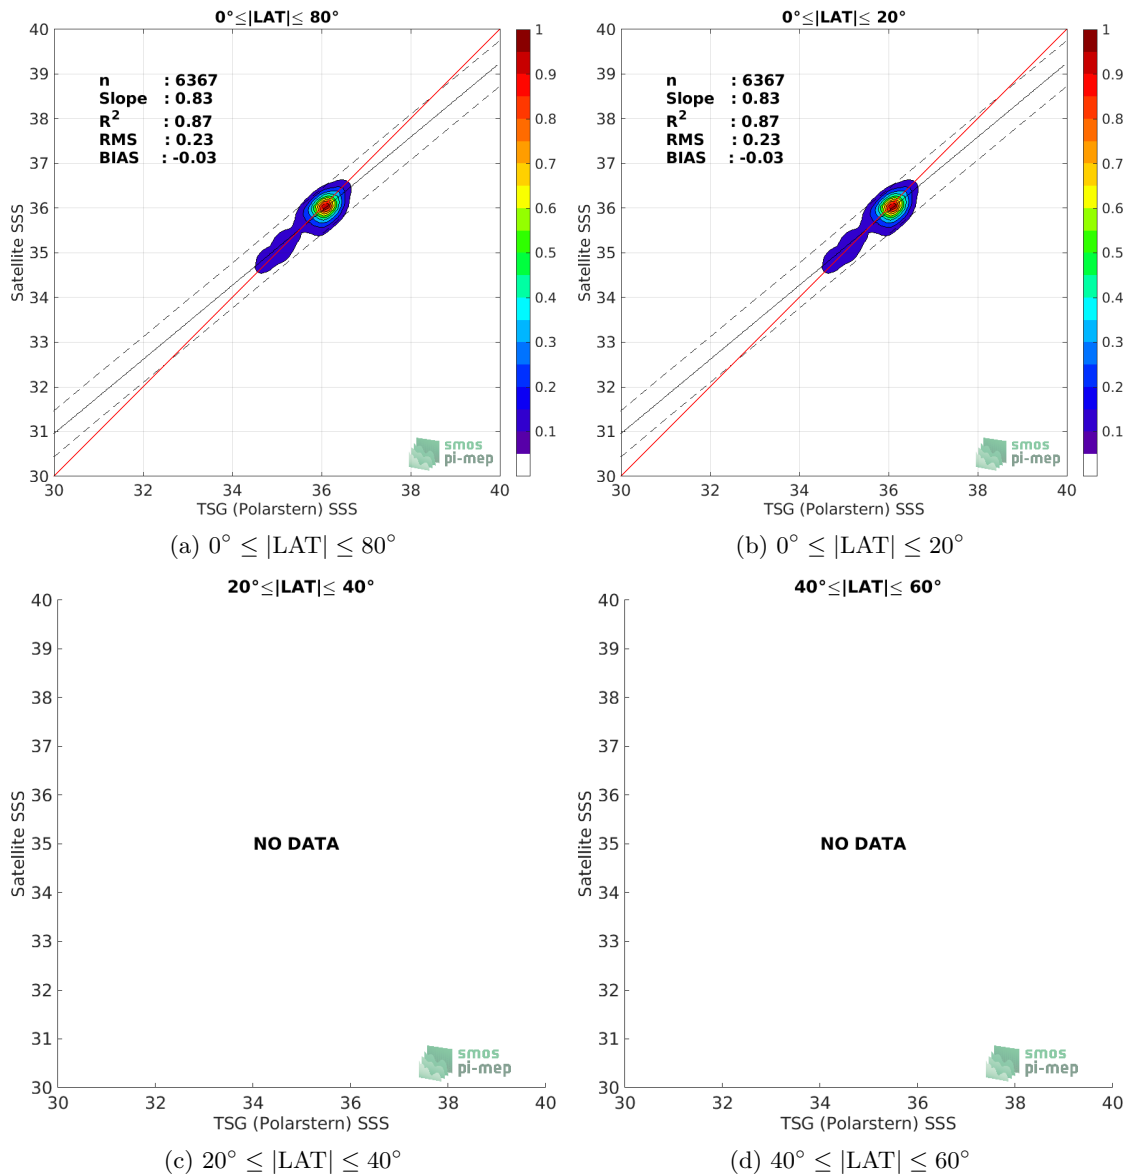 0°≤|LAT|≤ 80°
40
39
38
37
36
35
34
33
32
31
30
Satellite SSS
n : 6367
Slope : 0.83
R² : 0.87
RMS : 0.23
BIAS : -0.03
smos
pi-mep
30 32 34 36 38 40
TSG (Polarstern) SSS
1
0.9
0.8
0.7
0.6
0.5
0.4
0.3
0.2
0.1
(a) 0° ≤ |LAT| ≤ 80°
0°≤|LAT|≤ 20°
40
39
38
37
36
35
34
33
32
31
30
Satellite SSS
n : 6367
Slope : 0.83
R² : 0.87
RMS : 0.23
BIAS : -0.03
smos
pi-mep
30 32 34 36 38 40
TSG (Polarstern) SSS
1
0.9
0.8
0.7
0.6
0.5
0.4
0.3
0.2
0.1
(b) 0° ≤ |LAT| ≤ 20°
20°≤|LAT|≤ 40°
40
39
38
37
36
35
34
33
32
31
30
Satellite SSS
NO DATA
smos
pi-mep
30 32 34 36 38 40
TSG (Polarstern) SSS
(c) 20° ≤ |LAT| ≤ 40°
40°≤|LAT|≤ 60°
40
39
38
37
36
35
34
33
32
31
30
Satellite SSS
NO DATA
smos
pi-mep
30 32 34 36 38 40
TSG (Polarstern) SSS
(d) 40° ≤ |LAT| ≤ 60°